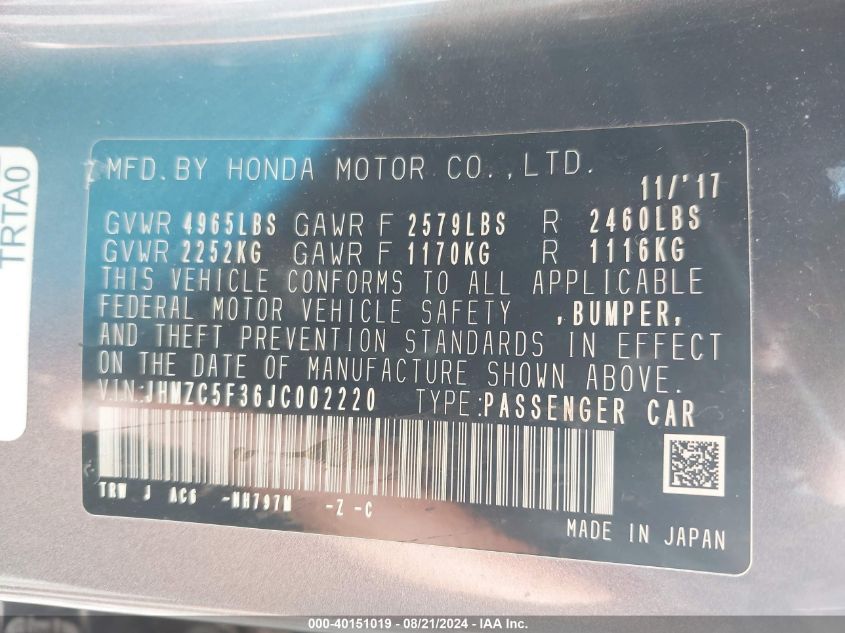 TRTA0
MFD. BY HONDA MOTOR CO.,LTD.
11/'17
GVWR 4965LBS GAWR F 2579LBS R 2460LBS
GVWR 2252KG GAWR F 1170KG R 1116KG
THIS VEHICLE CONFORMS TO ALL APPLICABLE
FEDERAL MOTOR VEHICLE SAFETY ,BUMPER,
AND THEFT PREVENTION STANDARDS IN EFFECT
ON THE DATE OF MANUFACTURE SHOWN ABOVE.
V.IN:JHMZC5F36JC002220 TYPE:PASSENGER CAR
TRW J AC6 -NH797M -Z -C
MADE IN JAPAN
000-40151019 - 08/21/2024 - IAA Inc.